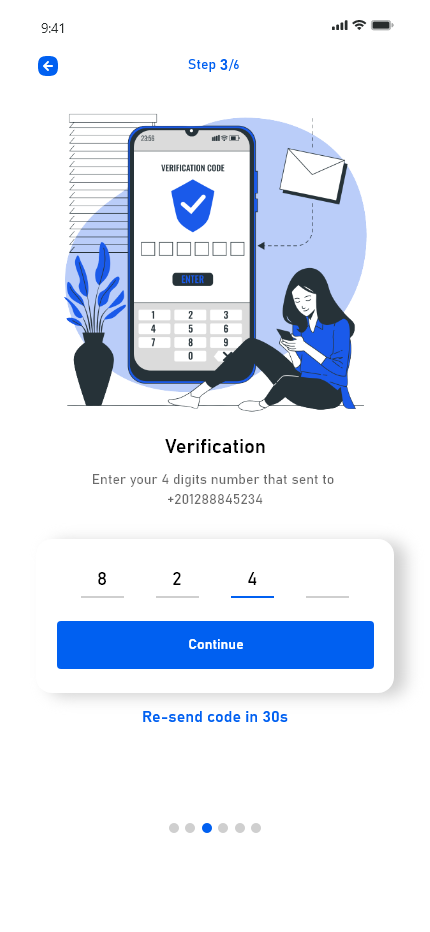 9:41
Step 3/6
23:59
VERIFICATION CODE
ENTER
1 2 3
4 5 6
7 8 9
0
Verification
Enter your 4 digits number that sent to
+201288845234
8 2 4
Continue
Re-send code in 30s